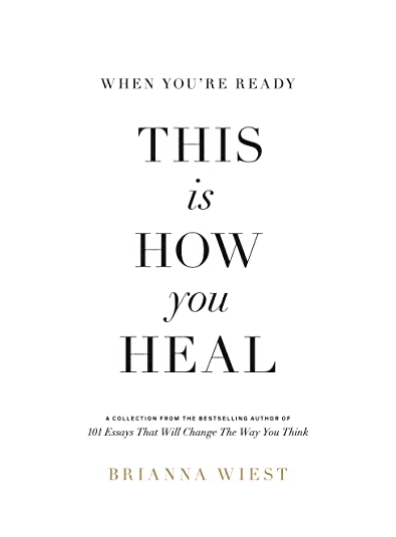 WHEN YOU'RE READY
THIS
is
HOW
you
HEAL
A COLLECTION FROM THE BESTSELLING AUTHOR OF
101 Essays That Will Change The Way You Think
BRIANNA WIEST